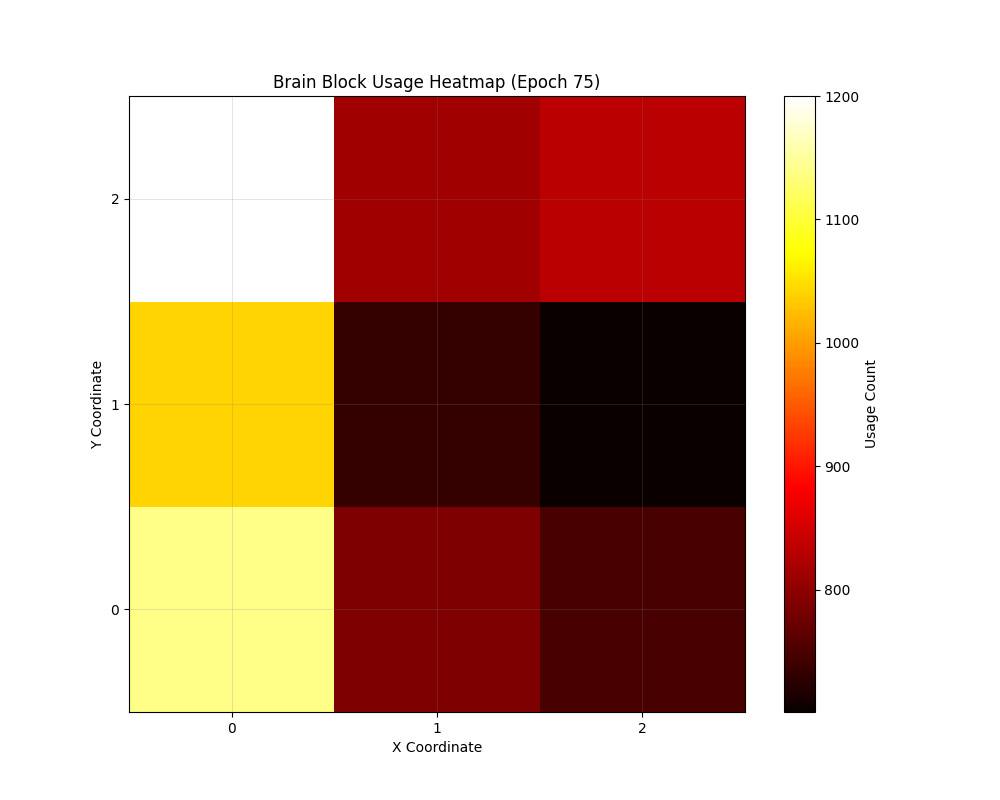 Brain Block Usage Heatmap (Epoch 75)
2
1
0
Y Coordinate
0 1 2
X Coordinate
1200
1100
1000
900
800
Usage Count